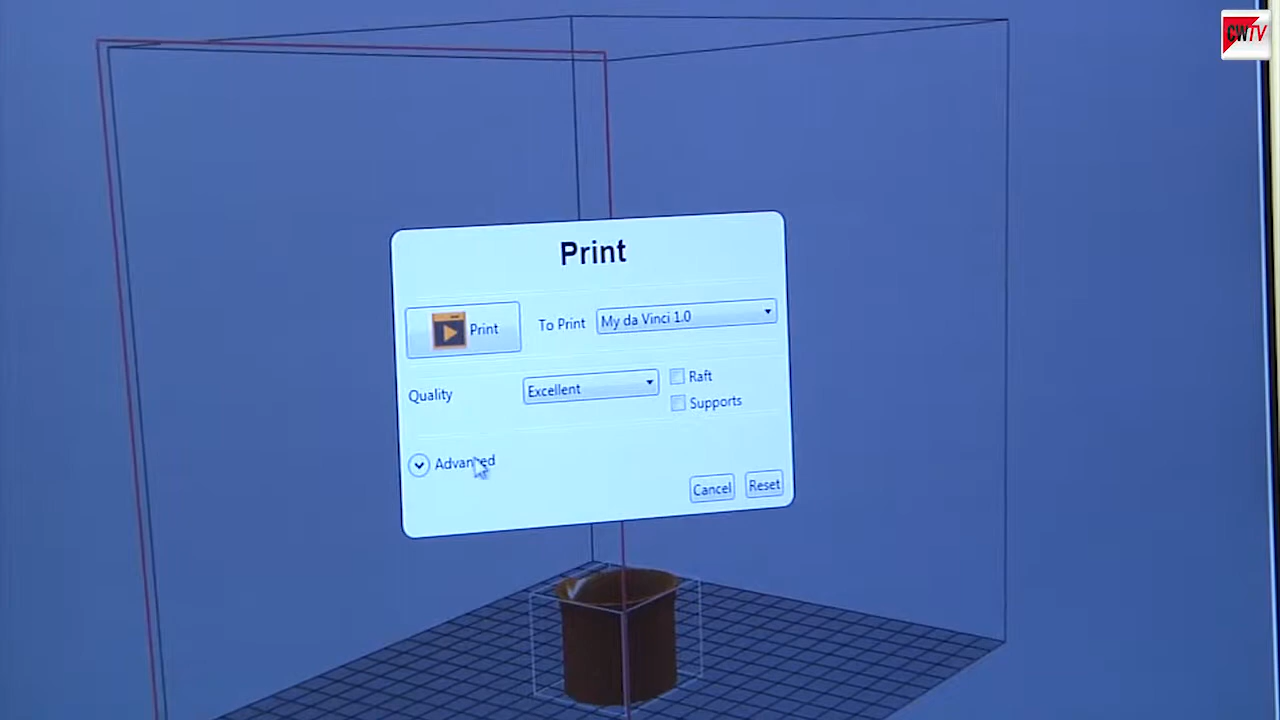 CWTV
Print
Print
To Print
My da Vinci 1.0
Quality
Excellent
Raft
Supports
Advanced
Cancel
Reset